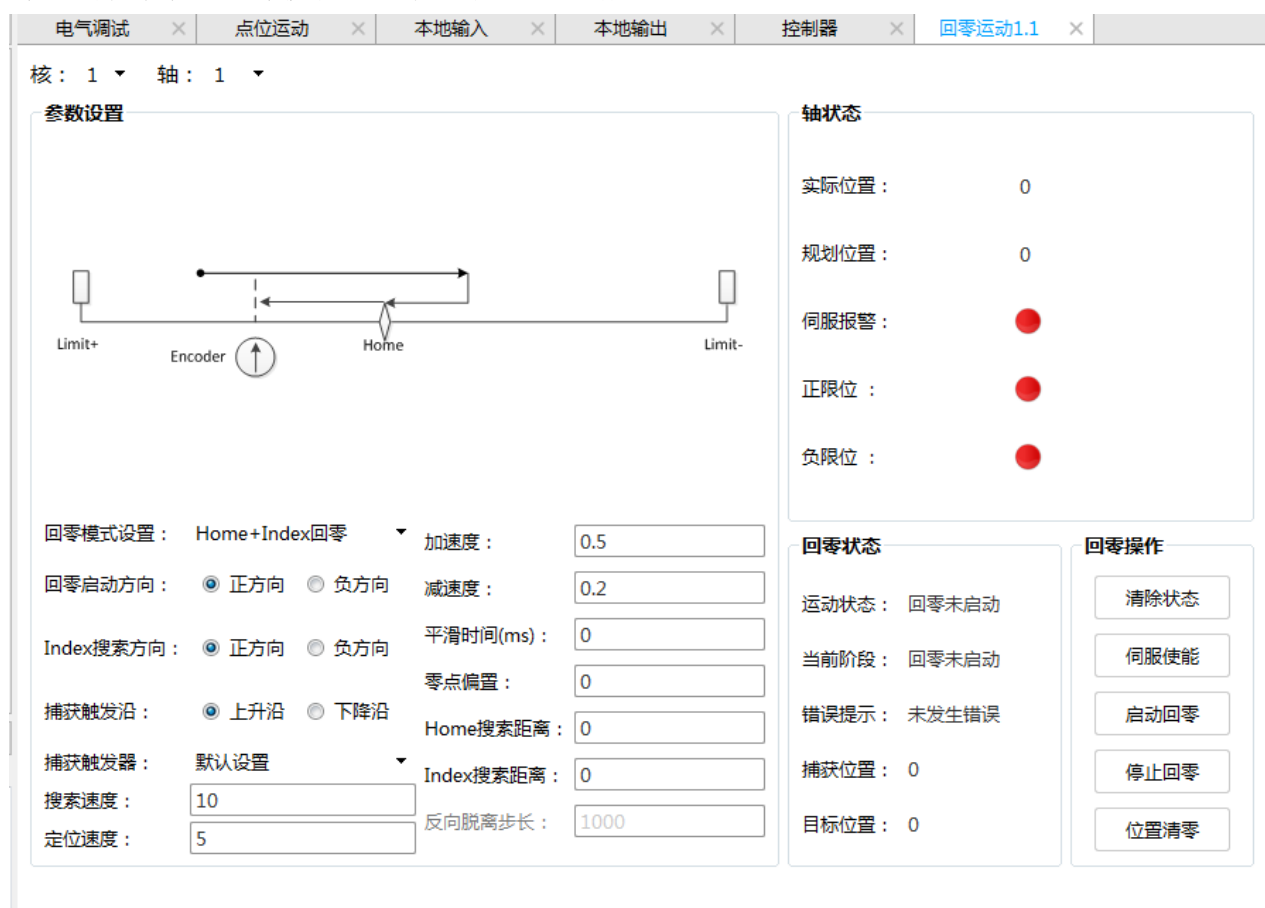 电气调试 点位运动 本地输入 本地输出 控制器 回零运动1.1
核： 1 轴： 1
参数设置
Limit+
Encoder
Home
Limit-
回零模式设置： Home+Index回零
回零启动方向： 正方向 负方向
Index搜索方向： 正方向 负方向
捕获触发沿： 上升沿 下降沿
捕获触发器： 默认设置
搜索速度： 10
定位速度： 5
加速度： 0.5
减速度： 0.2
平滑时间(ms)： 0
零点偏置： 0
Home搜索距离： 0
Index搜索距离： 0
反向脱离步长： 1000
轴状态
实际位置： 0
规划位置： 0
伺服报警：
正限位 ：
负限位 ：
回零状态
运动状态： 回零未启动
当前阶段： 回零未启动
错误提示： 未发生错误
捕获位置： 0
目标位置： 0
回零操作
清除状态
伺服使能
启动回零
停止回零
位置清零